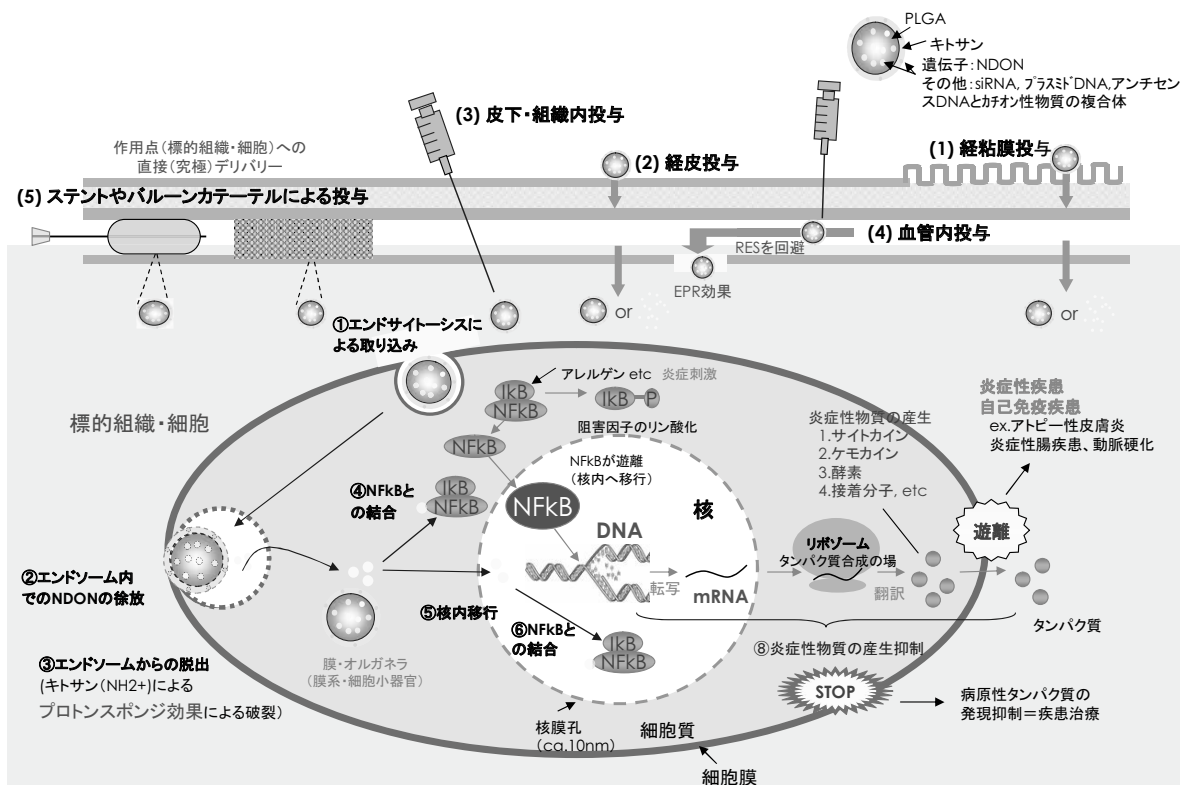 PLGA
キトサン
遺伝子：NDON
その他：siRNA, プラスミドDNA,アンチセン
スDNAとカチオン性物質の複合体
(3) 皮下・組織内投与
作用点（標的組織・細胞）への
直接（究極）デリバリー
(2) 経皮投与
(1) 経粘膜投与
(5) ステントやバルーンカテーテルによる投与
(4) 血管内投与
RESを回避
EPR効果
or
or
①エンドサイトーシスに
よる取り込み
アレルゲン etc 炎症刺激
IkB
NFkB
IkB
P
阻害因子のリン酸化
標的組織・細胞
NFkB
NFkBが遊離
（核内へ移行）
炎症性物質の産生
1.サイトカイン
2.ケモカイン
3.酵素
4.接着分子, etc
炎症性疾患
自己免疫疾患
ex.アトピー性皮膚炎
炎症性腸疾患、動脈硬化
④NFkBと
の結合
IkB
NFkB
NFkB
核
DNA
遊離
リボゾーム
タンパク質合成の場
②エンドソーム内
でのNDONの徐放
⑤核内移行
転写
mRNA
翻訳
タンパク質
⑥NFkBと
の結合
IkB
NFkB
③エンドソームからの脱出
(キトサン（NH2+)による
プロトンスポンジ効果による破裂）
膜・オルガネラ
（膜系・細胞小器官）
⑧炎症性物質の産生抑制
STOP
病原性タンパク質の
発現抑制＝疾患治療
核膜孔
（ca.10nm）
細胞質
細胞膜